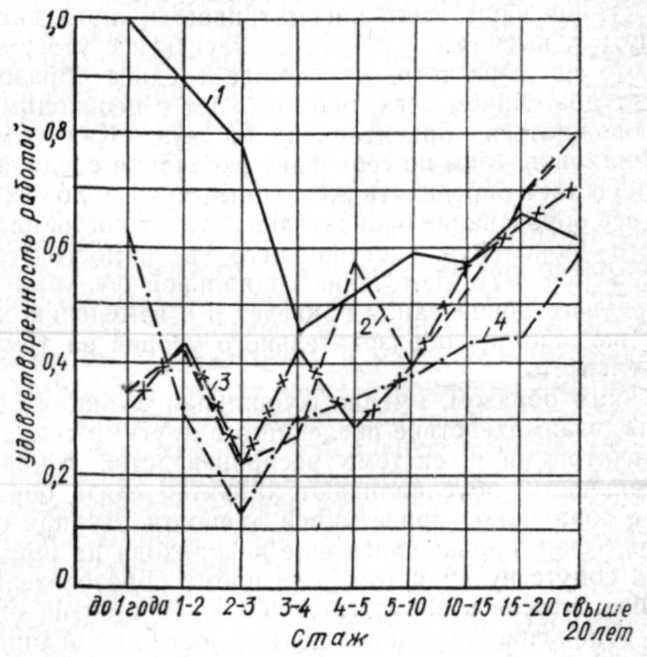 1,0
0,8
0,6
0,4
0,2
0
Удовлетворенность работой
1
2
3
4
до 1 года 1-2 2-3 3-4 4-5 5-10 10-15 15-20 свыше
20 лет
Стаж